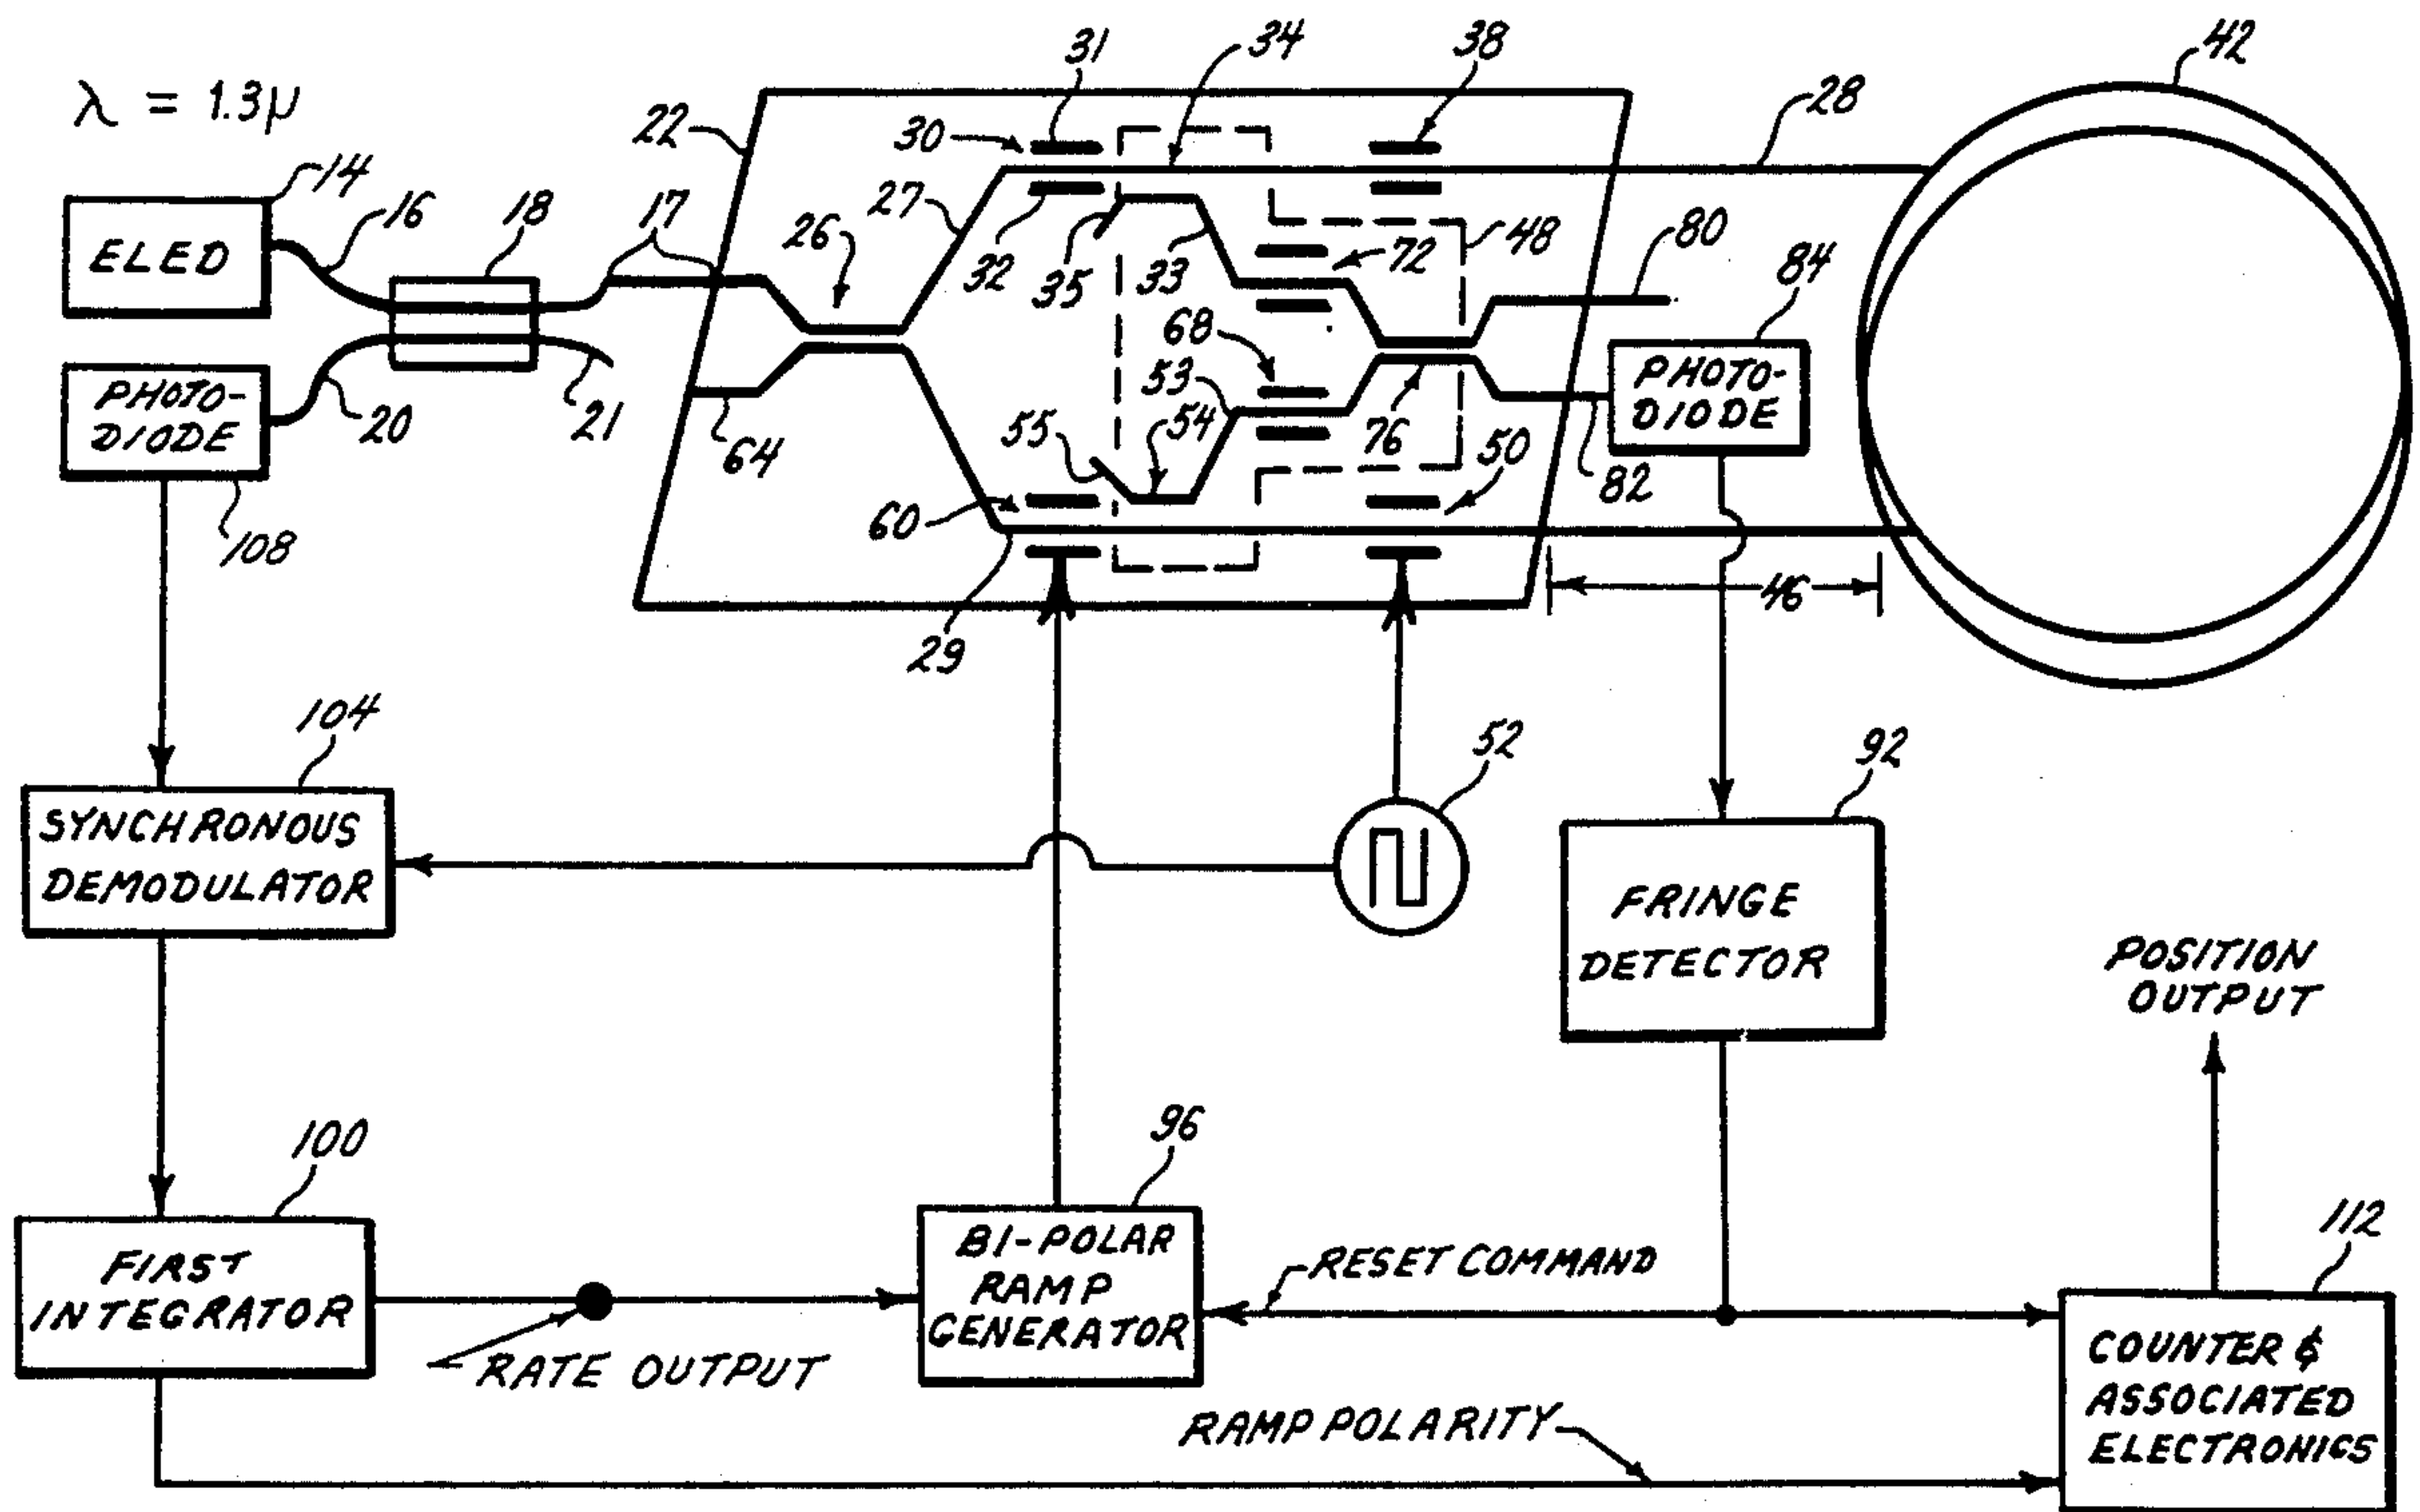 λ = 1.3μ
14
ELED
16
18
17
22
26
27
30
31
32
34
35
33
38
72
48
28
42
80
84
PHOTO-
DIODE
PHOTO-
DIODE
108
20
21
64
68
53
54
55
76
50
60
82
29
46
104
SYNCHRONOUS
DEMODULATOR
52
92
FRINGE
DETECTOR
POSITION
OUTPUT
100
FIRST
INTEGRATOR
RATE OUTPUT
96
BI-POLAR
RAMP
GENERATOR
RESET COMMAND
112
COUNTER &
ASSOCIATED
ELECTRONICS
RAMP POLARITY